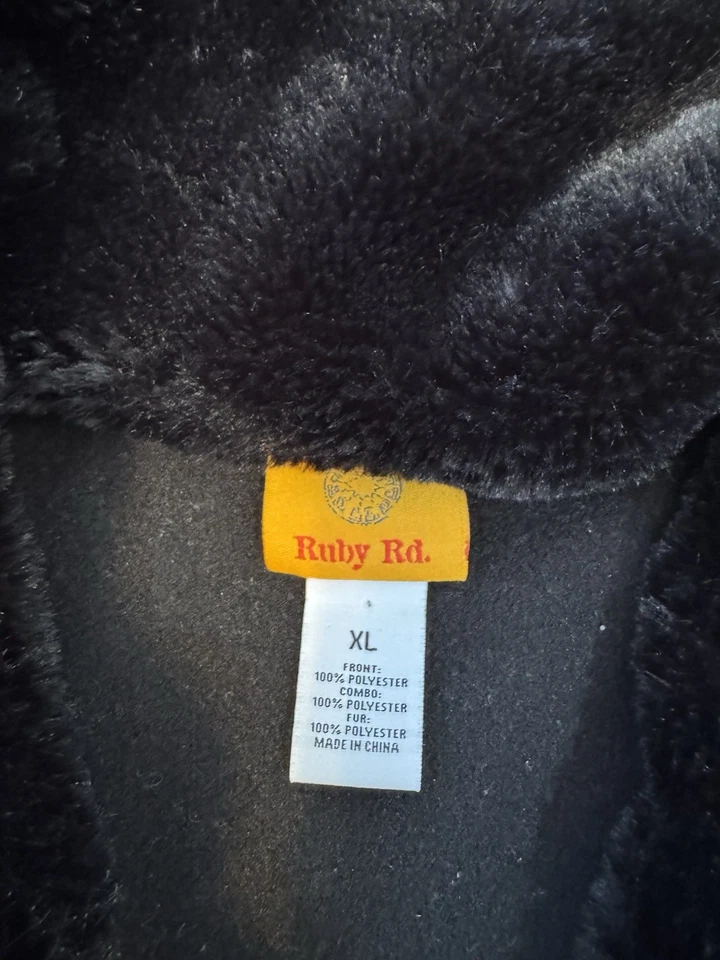 Ruby Rd.
XL
FRONT:
100% POLYESTER
COMBO:
100% POLYESTER
FUR:
100% POLYESTER
MADE IN CHINA